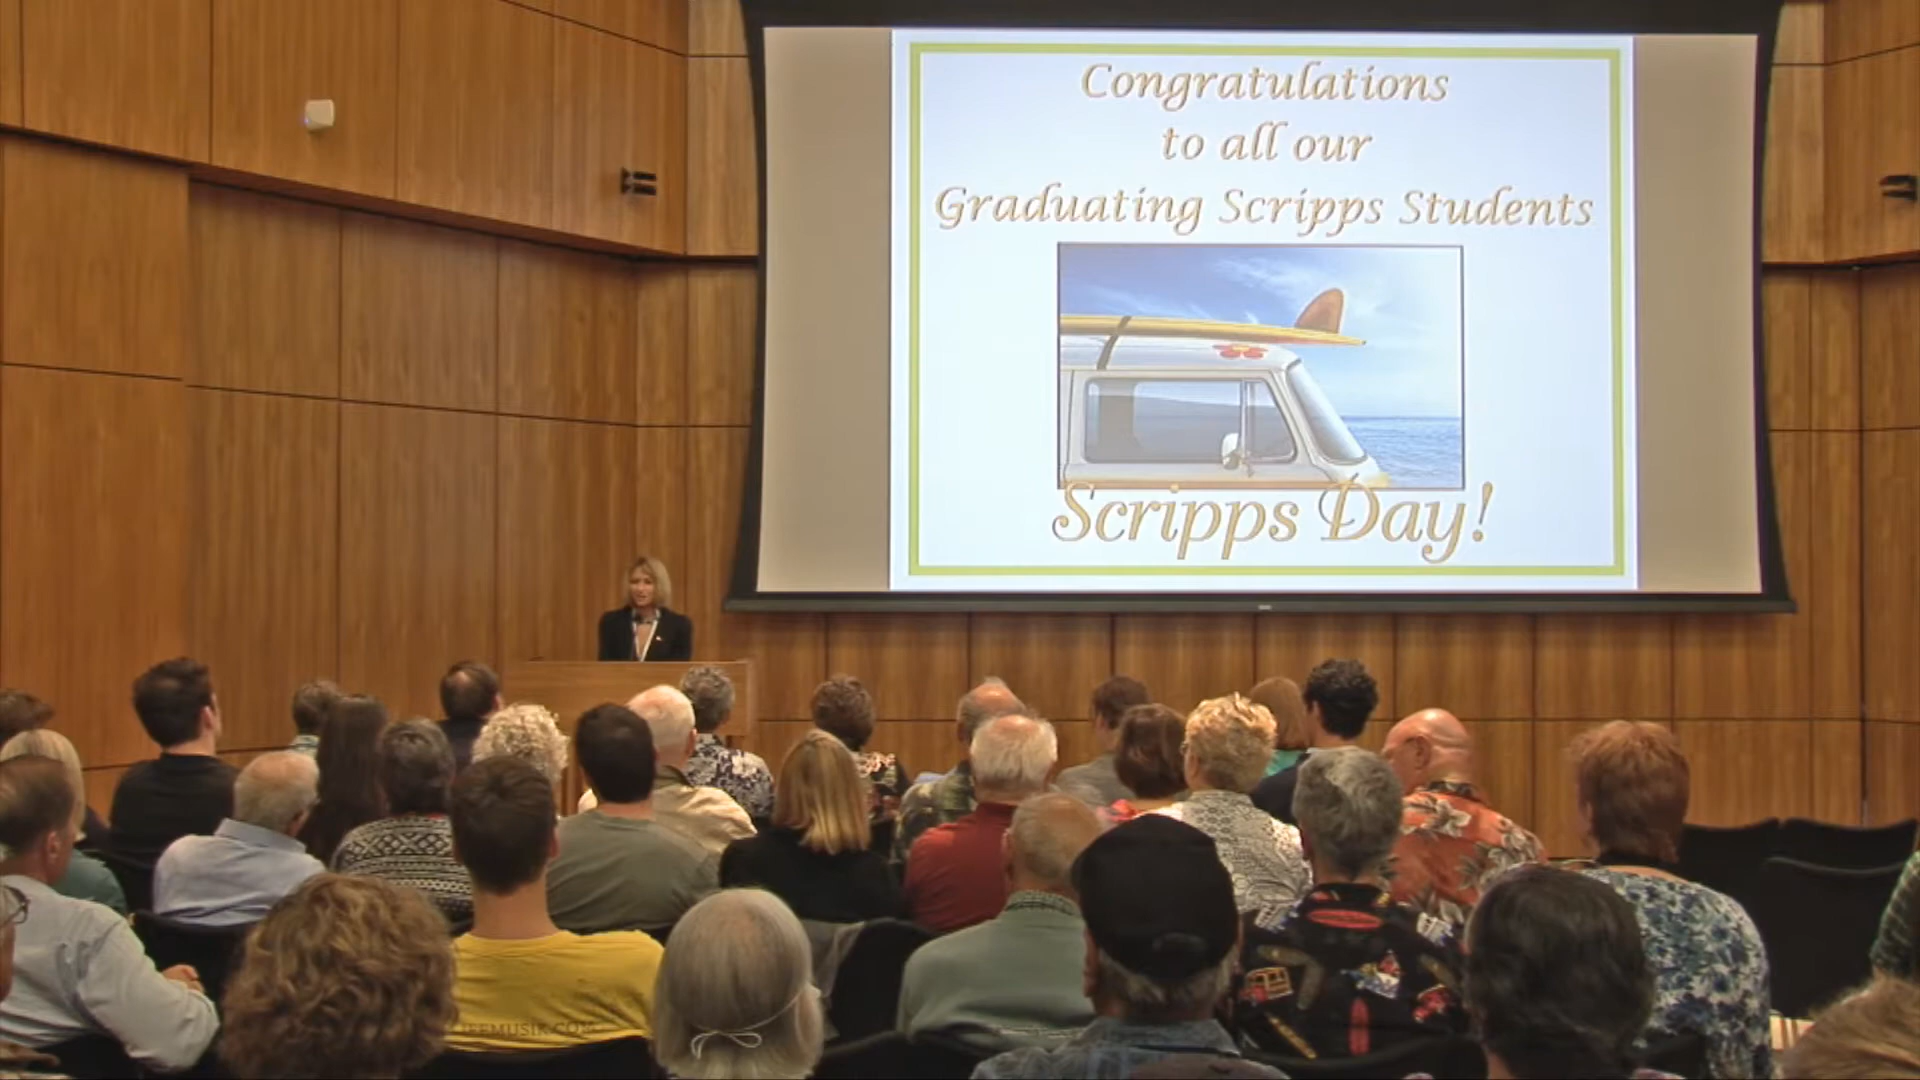 Congratulations
to all our
Graduating Scripps Students
Scripps Day!